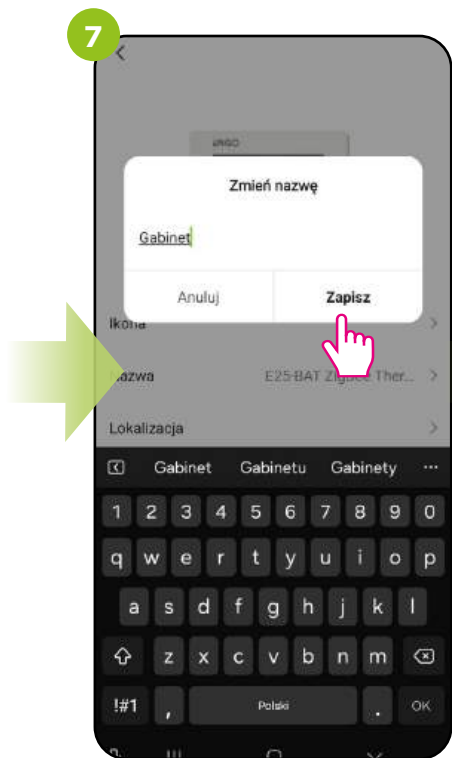 7
Zmień nazwę
Gabinet
Anuluj Zapisz
Ikona
Nazwa E25-BAT Zigbee Ther...
Lokalizacja
Gabinet Gabinetu Gabinety ...
1 2 3 4 5 6 7 8 9 0
q w e r t y u i o p
a s d f g h j k l
z x c v b n m
!#1 , Polski . OK